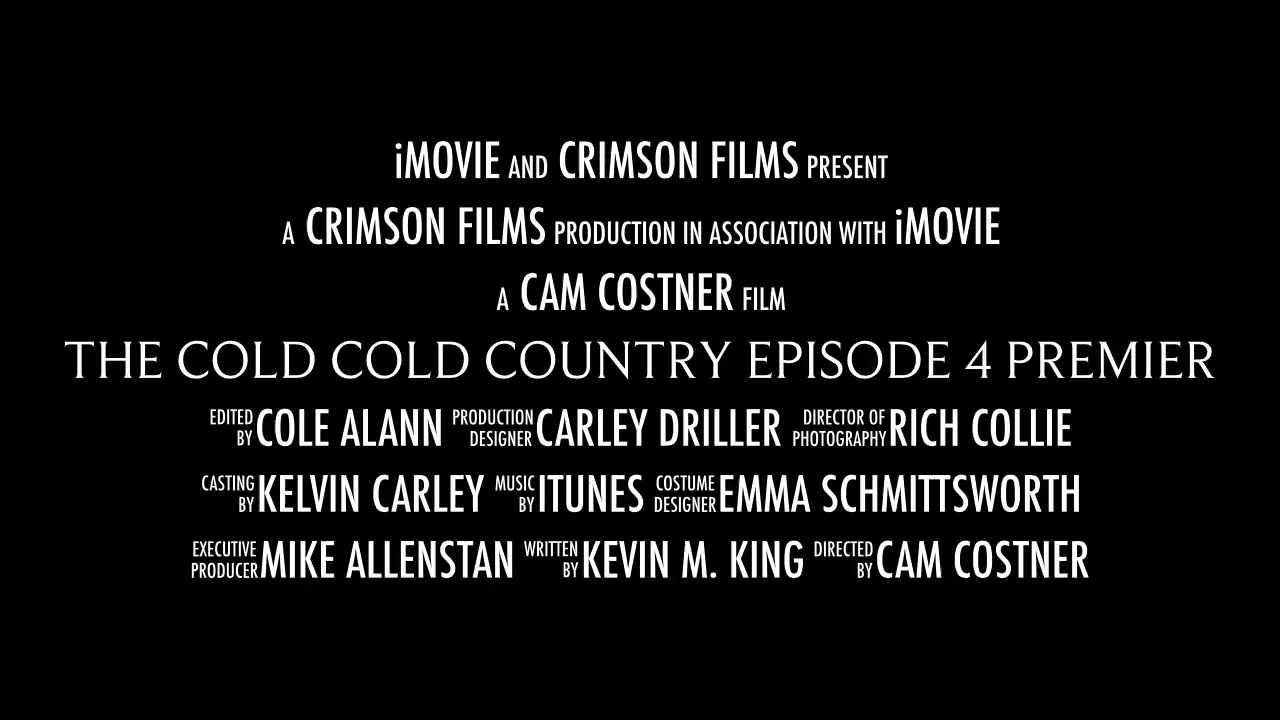 iMOVIE AND CRIMSON FILMS PRESENT
A CRIMSON FILMS PRODUCTION IN ASSOCIATION WITH iMOVIE
A CAM COSTNER FILM
THE COLD COLD COUNTRY EPISODE 4 PREMIER
EDITED BY COLE ALANN PRODUCTION DESIGNER CARLEY DRILLER DIRECTOR OF PHOTOGRAPHY RICH COLLIE
CASTING BY KELVIN CARLEY MUSIC BY ITUNES COSTUME DESIGNER EMMA SCHMITTSWORTH
EXECUTIVE PRODUCER MIKE ALLENSTAN WRITTEN BY KEVIN M. KING DIRECTED BY CAM COSTNER